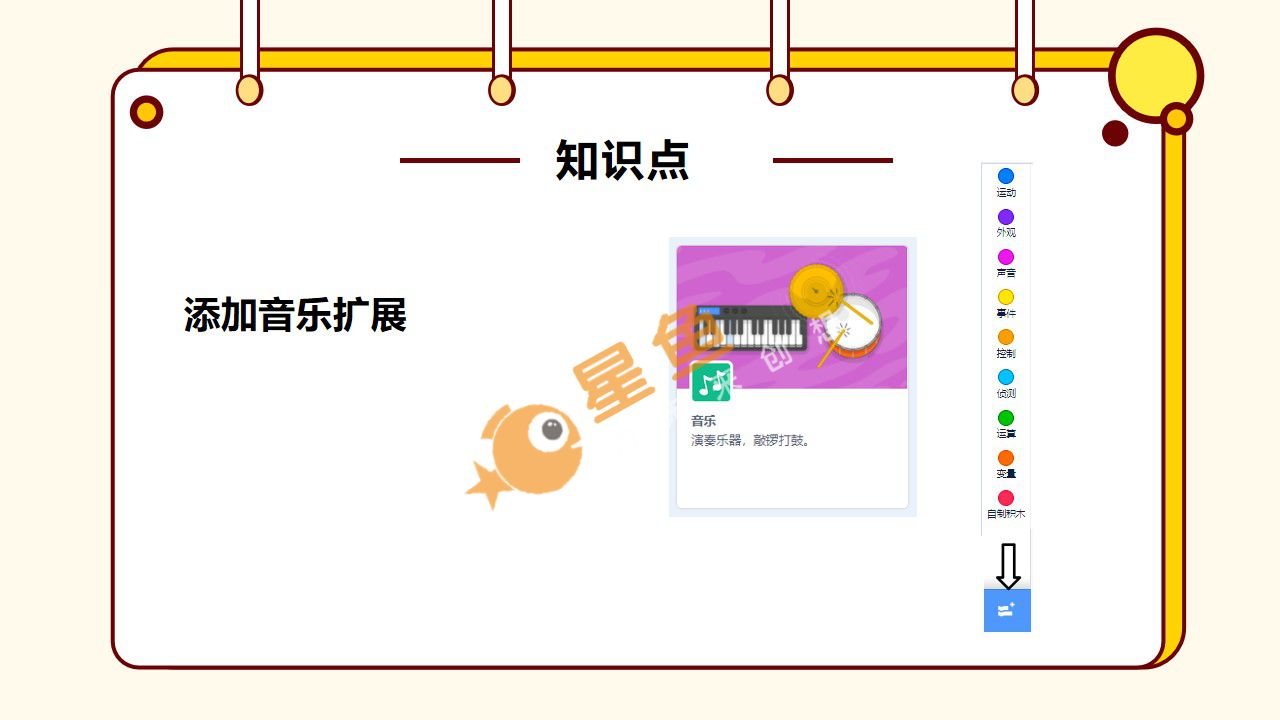 知识点
添加音乐扩展
音乐
演奏乐器，敲锣打鼓。
星鱼
创想
运动
外观
声音
事件
控制
侦测
运算
变量
自制积木